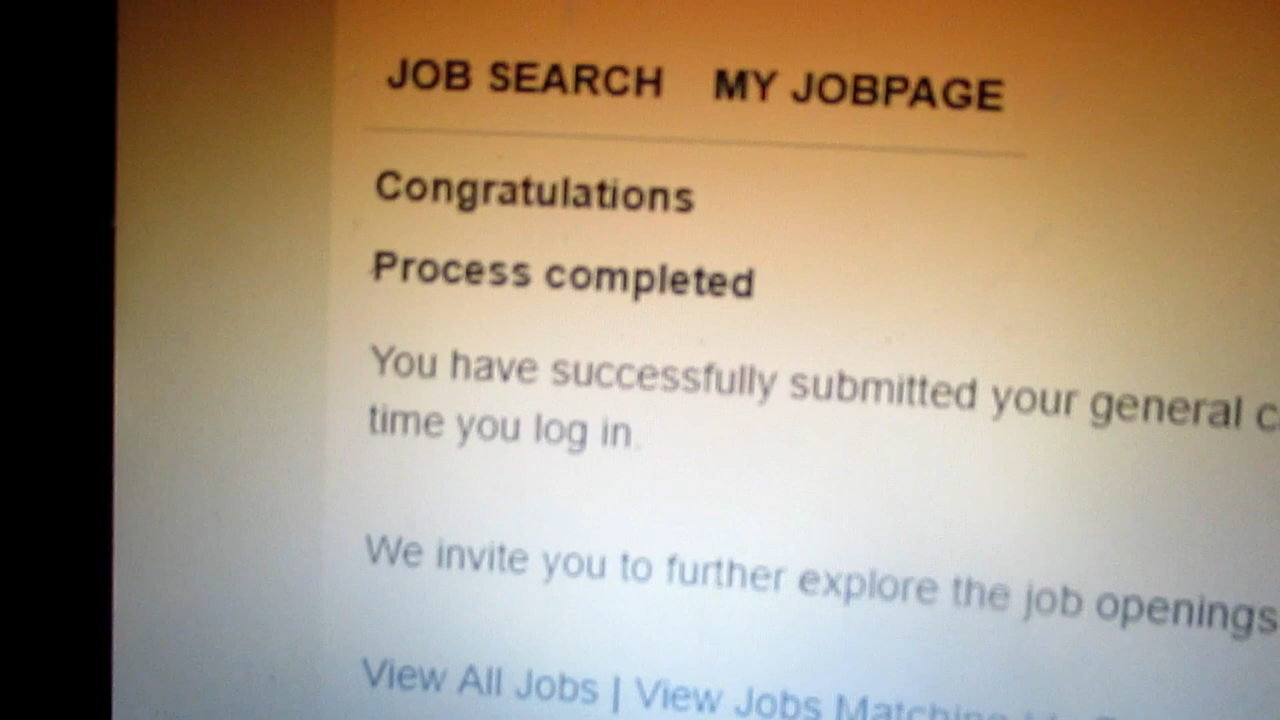 JOB SEARCH MY JOBPAGE
Congratulations
Process completed
You have successfully submitted your general c
time you log in.
We invite you to further explore the job openings
View All Jobs | View Jobs Matching